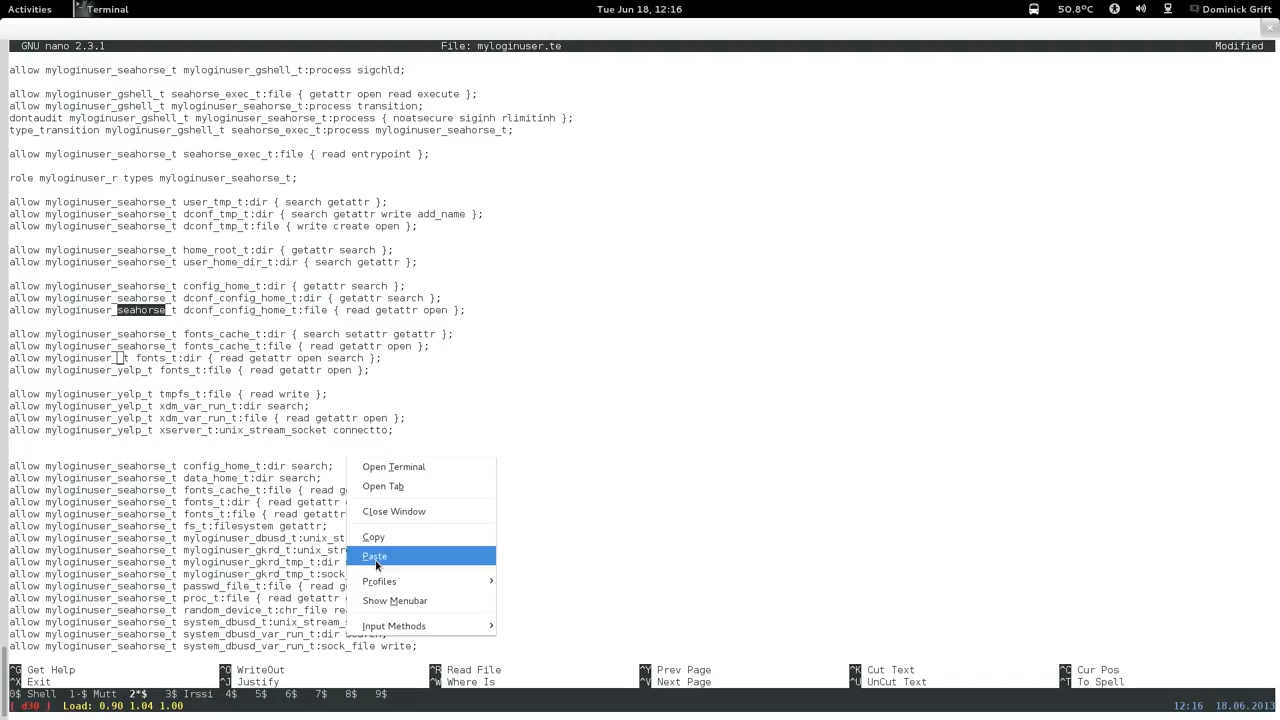 Activities Terminal Tue Jun 18, 12:16 50.8°C Dominick Grift
GNU nano 2.3.1 File: myloginuser.te Modified
allow myloginuser_seahorse_t myloginuser_gshell_t:process sigchld;
allow myloginuser_gshell_t seahorse_exec_t:file { getattr open read execute };
allow myloginuser_gshell_t myloginuser_seahorse_t:process transition;
dontaudit myloginuser_gshell_t myloginuser_seahorse_t:process { noatsecure siginh rlimitinh };
type_transition myloginuser_gshell_t seahorse_exec_t:process myloginuser_seahorse_t;
allow myloginuser_seahorse_t seahorse_exec_t:file { read entrypoint };
role myloginuser_r types myloginuser_seahorse_t;
allow myloginuser_seahorse_t user_tmp_t:dir { search getattr };
allow myloginuser_seahorse_t dconf_tmp_t:dir { search getattr write add_name };
allow myloginuser_seahorse_t dconf_tmp_t:file { write create open };
allow myloginuser_seahorse_t home_root_t:dir { getattr search };
allow myloginuser_seahorse_t user_home_dir_t:dir { search getattr };
allow myloginuser_seahorse_t config_home_t:dir { getattr search };
allow myloginuser_seahorse_t dconf_config_home_t:dir { getattr search };
allow myloginuser_seahorse_t dconf_config_home_t:file { read getattr open };
allow myloginuser_seahorse_t fonts_cache_t:dir { search setattr getattr };
allow myloginuser_seahorse_t fonts_cache_t:file { read getattr open };
allow myloginuser_t fonts_t:dir { read getattr open search };
allow myloginuser_yelp_t fonts_t:file { read getattr open };
allow myloginuser_yelp_t tmpfs_t:file { read write };
allow myloginuser_yelp_t xdm_var_run_t:dir search;
allow myloginuser_yelp_t xdm_var_run_t:file { read getattr open };
allow myloginuser_yelp_t xserver_t:unix_stream_socket connectto;
allow myloginuser_seahorse_t config_home_t:dir search;
allow myloginuser_seahorse_t data_home_t:dir search;
allow myloginuser_seahorse_t fonts_cache_t:file { read g
allow myloginuser_seahorse_t fonts_t:dir { read getattr
allow myloginuser_seahorse_t fonts_t:file { read getattr
allow myloginuser_seahorse_t fs_t:filesystem getattr;
allow myloginuser_seahorse_t myloginuser_dbusd_t:unix_st
allow myloginuser_seahorse_t myloginuser_gkrd_t:unix_stre
allow myloginuser_seahorse_t myloginuser_gkrd_tmp_t:dir
allow myloginuser_seahorse_t myloginuser_gkrd_tmp_t:sock
allow myloginuser_seahorse_t passwd_file_t:file { read g
allow myloginuser_seahorse_t proc_t:file { read getattr
allow myloginuser_seahorse_t random_device_t:chr_file re
allow myloginuser_seahorse_t system_dbusd_t:unix_stream_s
allow myloginuser_seahorse_t system_dbusd_var_run_t:dir search;
allow myloginuser_seahorse_t system_dbusd_var_run_t:sock_file write;
Open Terminal
Open Tab
Close Window
Copy
Paste
Profiles
Show Menubar
Input Methods
^G Get Help ^O WriteOut ^R Read File ^Y Prev Page ^K Cut Text ^C Cur Pos
^X Exit ^J Justify ^W Where Is ^V Next Page ^U UnCut Text ^T To Spell
0$ Shell 1-$ Mutt 2*$ 3$ Irssi 4$ 5$ 6$ 7$ 8$ 9$
| d30 | Load: 0.90 1.04 1.00 12:16 18.06.2013